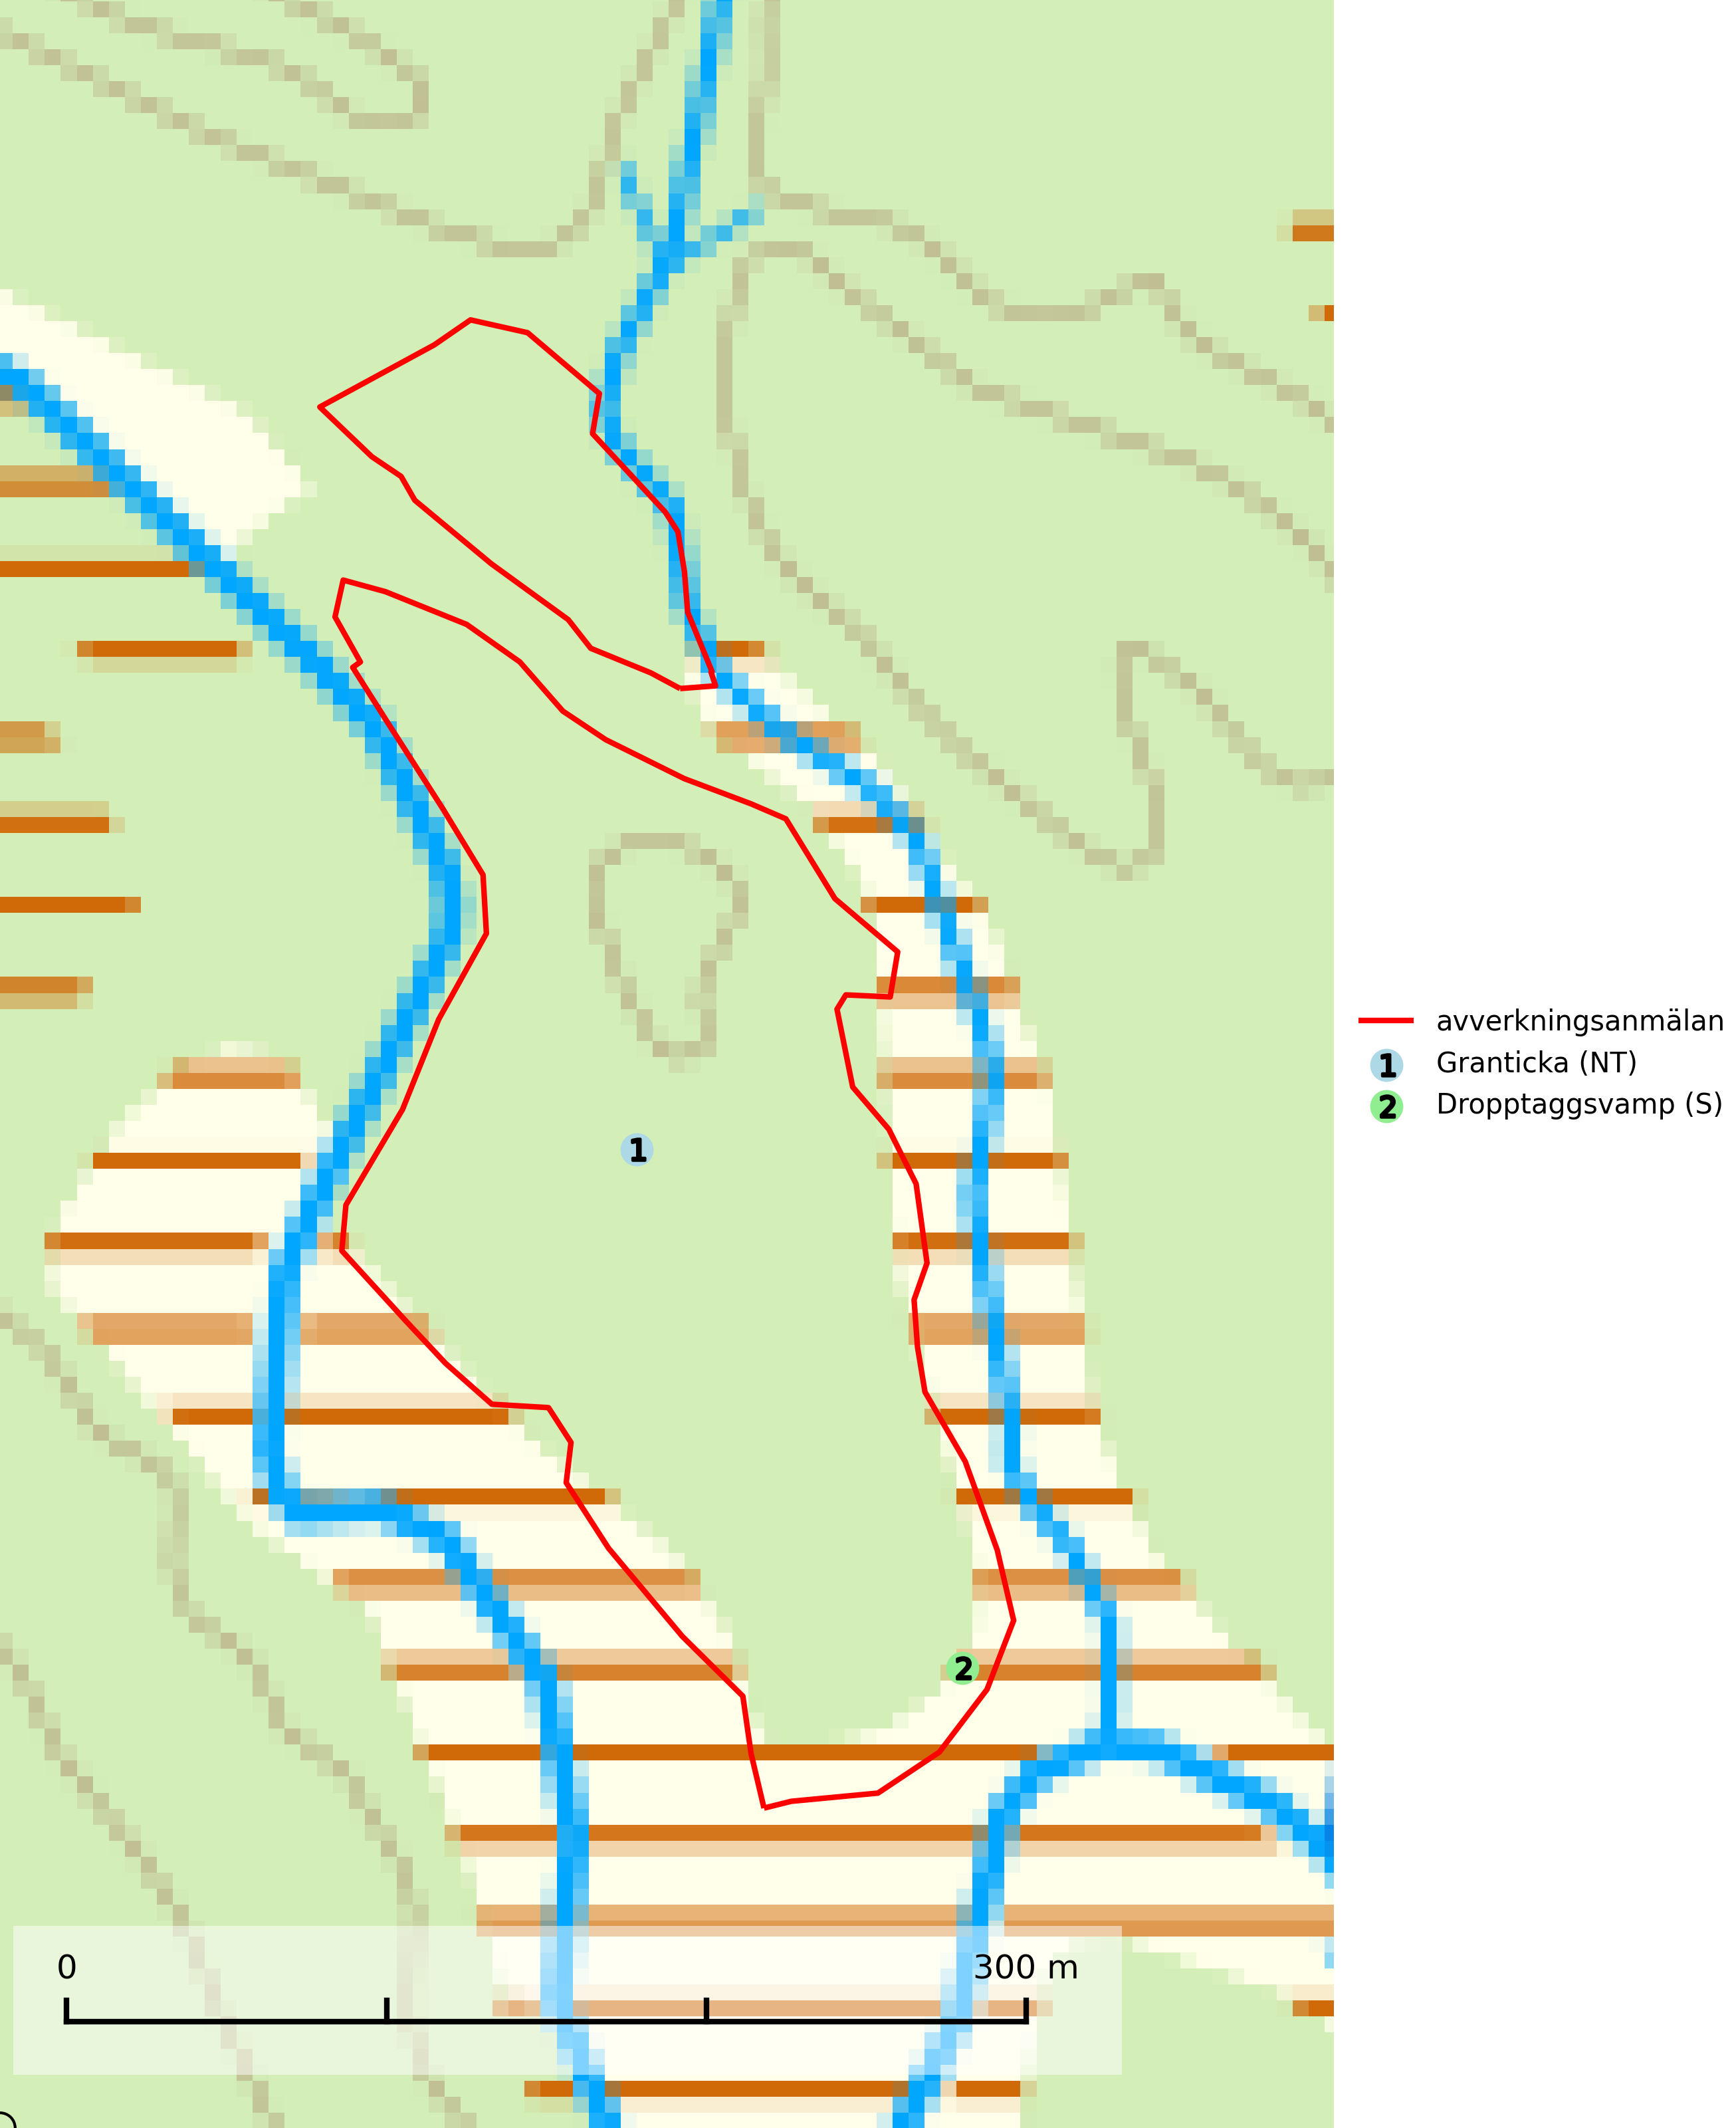 avverkningsanmälan
1 Granticka (NT)
2 Dropptaggsvamp (S)
1
2
0 300 m